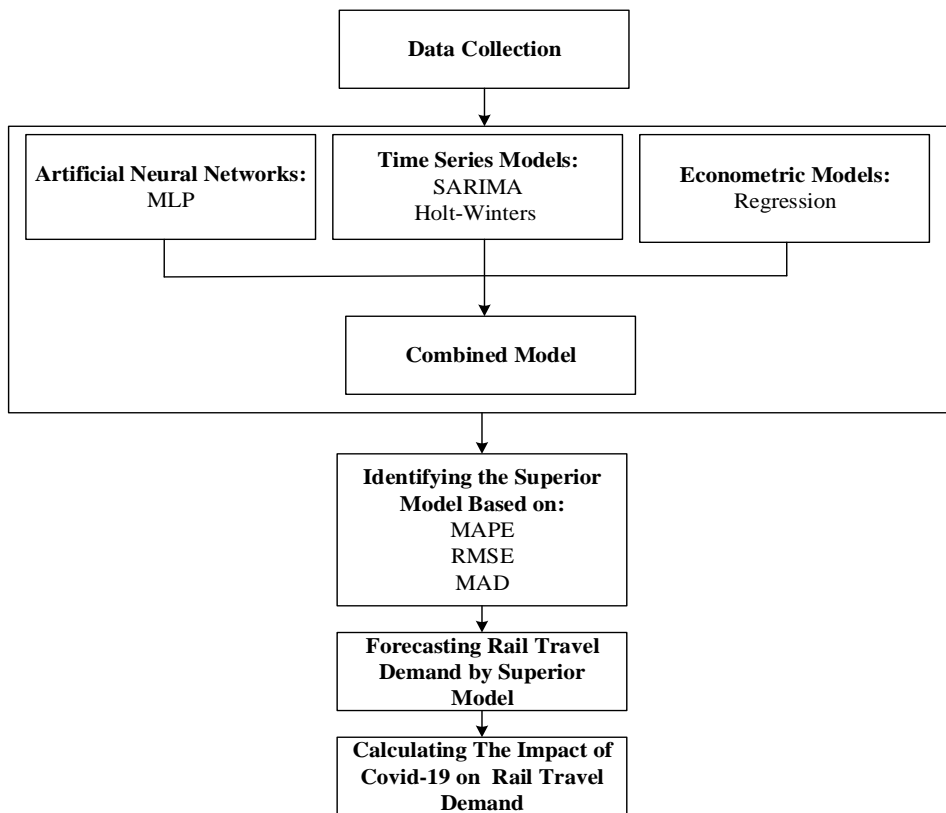 Data Collection
Artificial Neural Networks:
MLP
Time Series Models:
SARIMA
Holt-Winters
Econometric Models:
Regression
Combined Model
Identifying the Superior
Model Based on:
MAPE
RMSE
MAD
Forecasting Rail Travel
Demand by Superior
Model
Calculating The Impact of
Covid-19 on Rail Travel
Demand